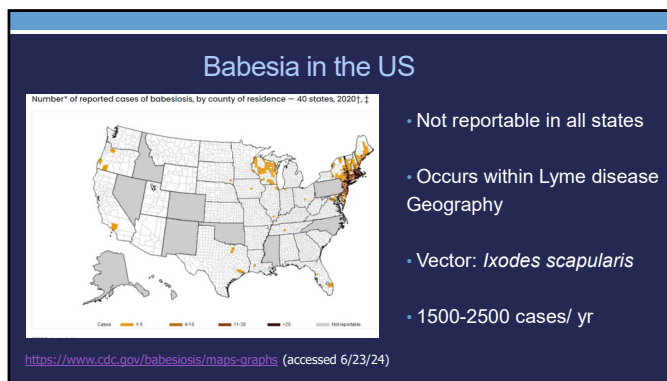 Babesia in the US
Number* of reported cases of babesiosis, by county of residence — 40 states, 2020†, ‡
Cases 1-5 6-10 11-20 >20 Not reportable
• Not reportable in all states
• Occurs within Lyme disease
Geography
• Vector: Ixodes scapularis
• 1500-2500 cases/ yr
https://www.cdc.gov/babesiosis/maps-graphs (accessed 6/23/24)